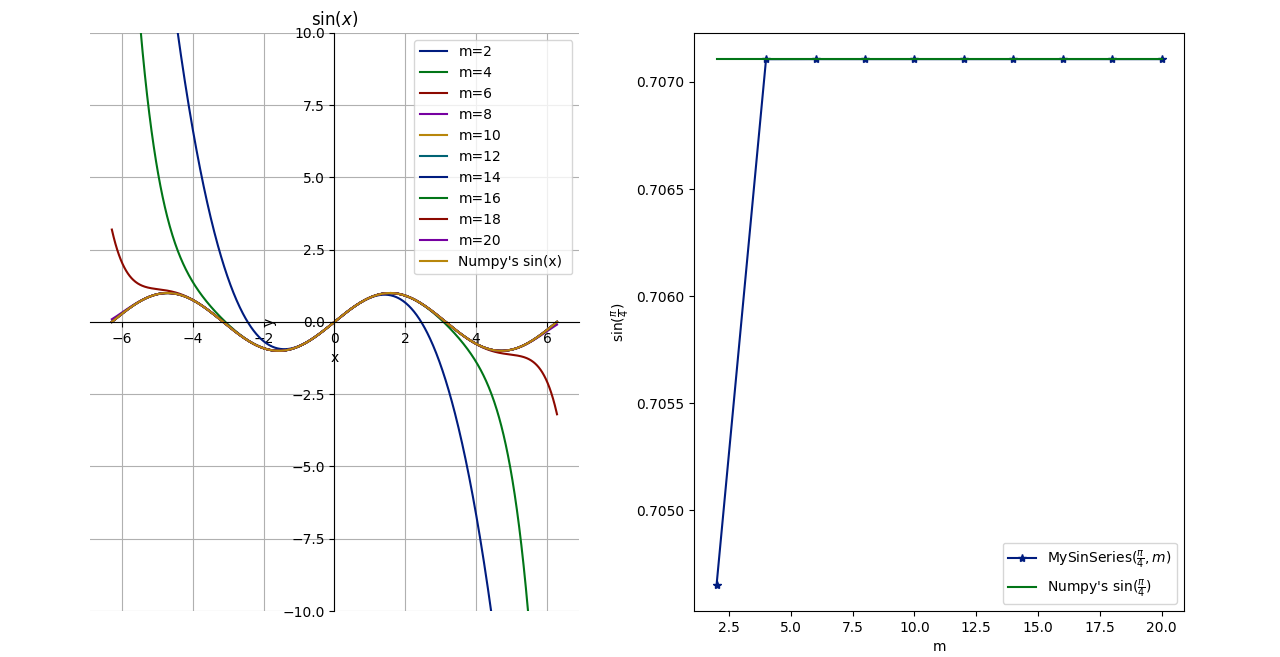 sin(x)
10.0
7.5
5.0
2.5
0.0
−2.5
−5.0
−7.5
−10.0
−6
−4
−2
0
2
4
6
x
y
m=2
m=4
m=6
m=8
m=10
m=12
m=14
m=16
m=18
m=20
Numpy's sin(x)
0.7070
0.7065
0.7060
0.7055
0.7050
sin(π/4)
2.5
5.0
7.5
10.0
12.5
15.0
17.5
20.0
m
MySinSeries(π/4, m)
Numpy's sin(π/4)